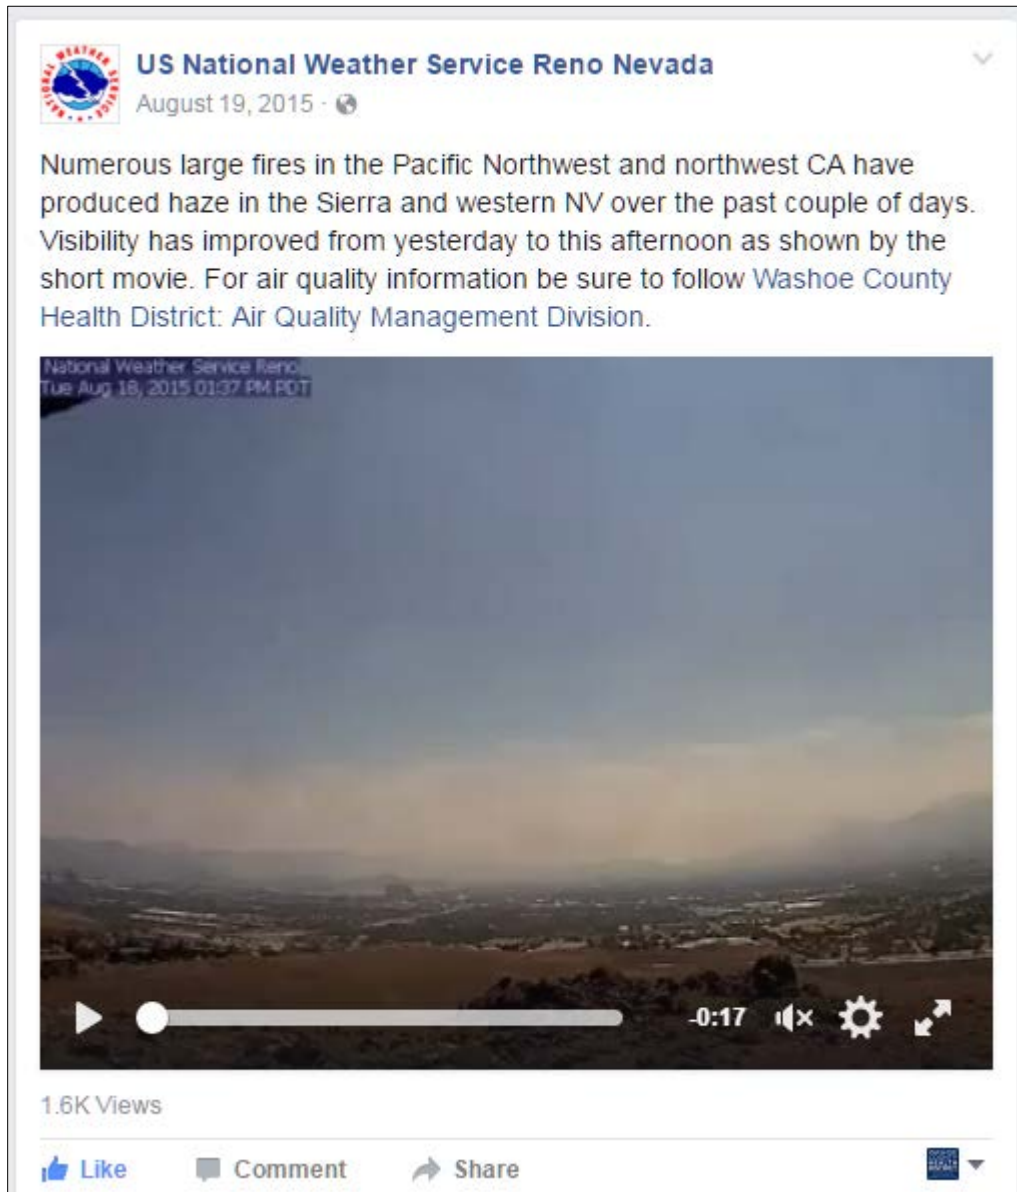 US National Weather Service Reno Nevada
August 19, 2015 ·
Numerous large fires in the Pacific Northwest and northwest CA have
produced haze in the Sierra and western NV over the past couple of days.
Visibility has improved from yesterday to this afternoon as shown by the
short movie. For air quality information be sure to follow Washoe County
Health District: Air Quality Management Division.
National Weather Service Reno
Tue Aug 18, 2015 01:37 PM PDT
-0:17
1.6K Views
Like Comment Share